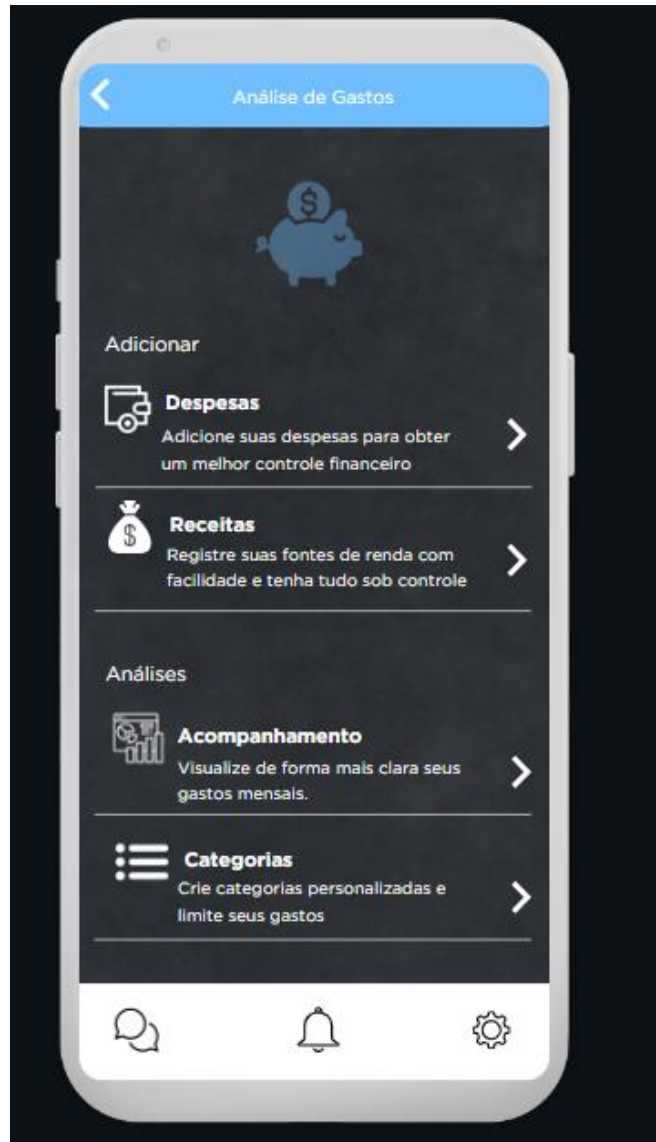 Análise de Gastos
$
Adicionar
Despesas
Adicione suas despesas para obter
um melhor controle financeiro
$
Receitas
Registre suas fontes de renda com
facilidade e tenha tudo sob controle
Análises
Acompanhamento
Visualize de forma mais clara seus
gastos mensais.
Categorias
Crie categorias personalizadas e
limite seus gastos